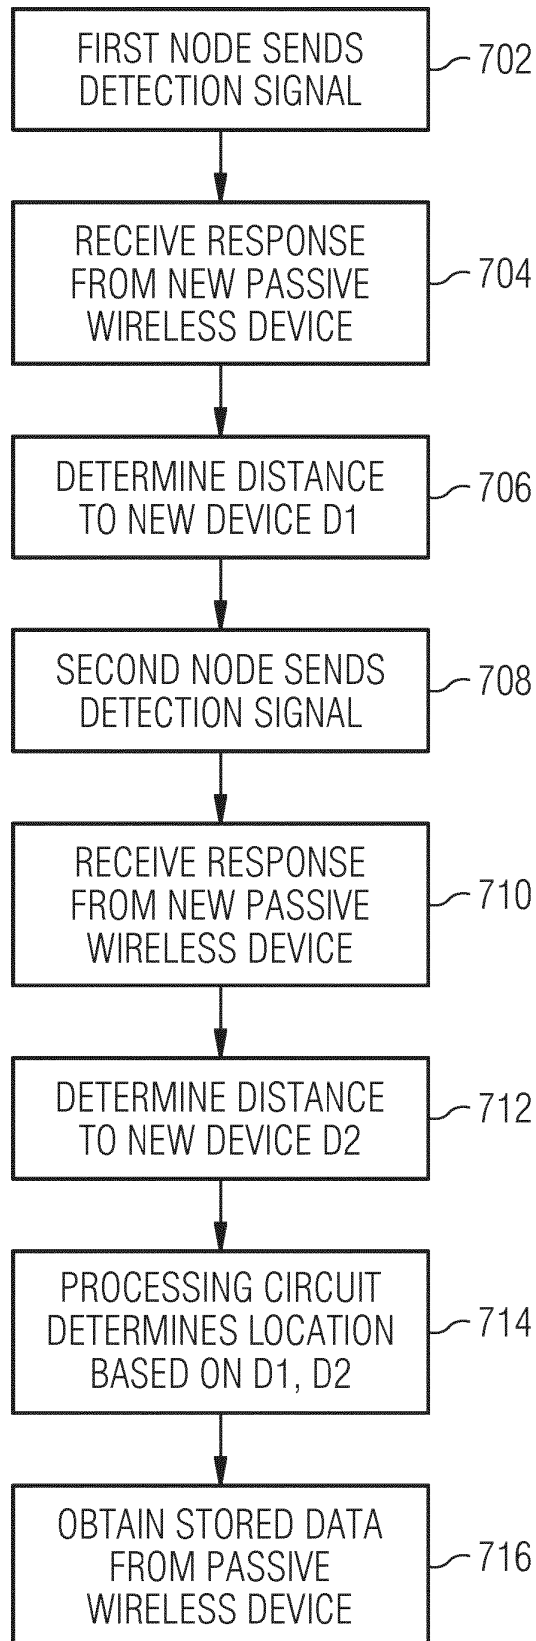 FIRST NODE SENDS
DETECTION SIGNAL
702
RECEIVE RESPONSE
FROM NEW PASSIVE
WIRELESS DEVICE
704
DETERMINE DISTANCE
TO NEW DEVICE D1
706
SECOND NODE SENDS
DETECTION SIGNAL
708
RECEIVE RESPONSE
FROM NEW PASSIVE
WIRELESS DEVICE
710
DETERMINE DISTANCE
TO NEW DEVICE D2
712
PROCESSING CIRCUIT
DETERMINES LOCATION
BASED ON D1, D2
714
OBTAIN STORED DATA
FROM PASSIVE
WIRELESS DEVICE
716